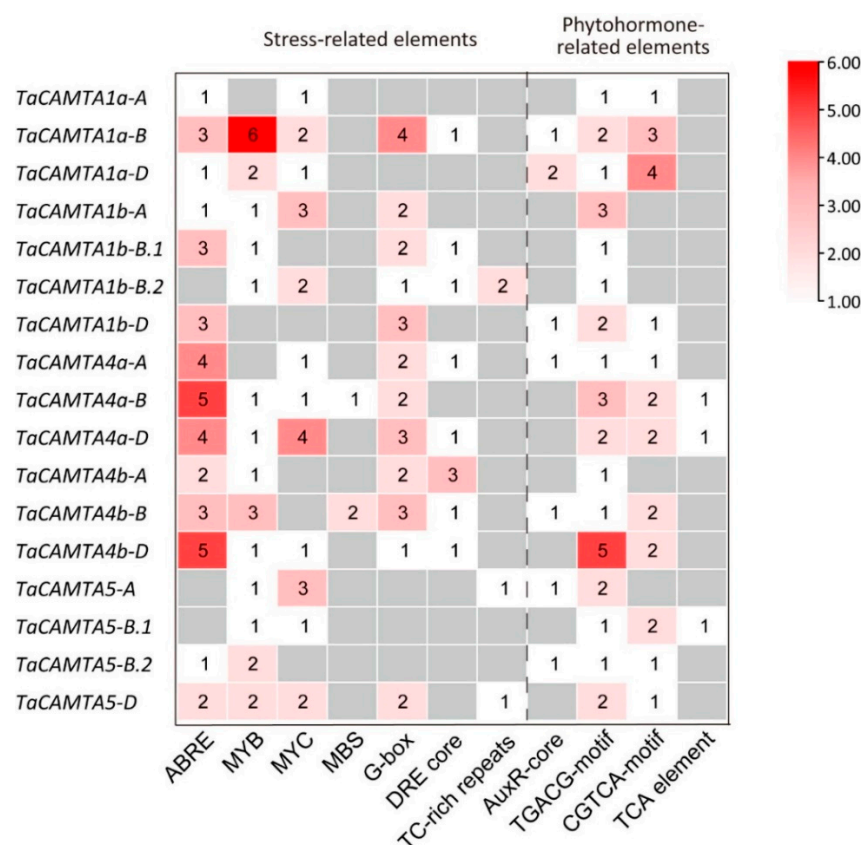 Stress-related elements
Phytohormone-
related elements
TaCAMTA1a-A 1 1 1 1
TaCAMTA1a-B 3 6 2 4 1 1 2 3
TaCAMTA1a-D 1 2 1 2 1 4
TaCAMTA1b-A 1 1 3 2 3
TaCAMTA1b-B.1 3 1 2 1 1
TaCAMTA1b-B.2 1 2 1 1 2 1
TaCAMTA1b-D 3 3 1 2 1
TaCAMTA4a-A 4 1 2 1 1 1 1
TaCAMTA4a-B 5 1 1 1 2 3 2 1
TaCAMTA4a-D 4 1 4 3 1 2 2 1
TaCAMTA4b-A 2 1 2 3 1
TaCAMTA4b-B 3 3 2 3 1 1 1 2
TaCAMTA4b-D 5 1 1 1 1 5 2
TaCAMTA5-A 1 3 1 1 2
TaCAMTA5-B.1 1 1 1 2 1
TaCAMTA5-B.2 1 2 1 1 1
TaCAMTA5-D 2 2 2 2 1 2 1
ABRE
MYB
MYC
MBS
G-box
DRE core
TC-rich repeats
AuxR-core
TGACG-motif
CGTCA-motif
TCA element
6.00
5.00
4.00
3.00
2.00
1.00